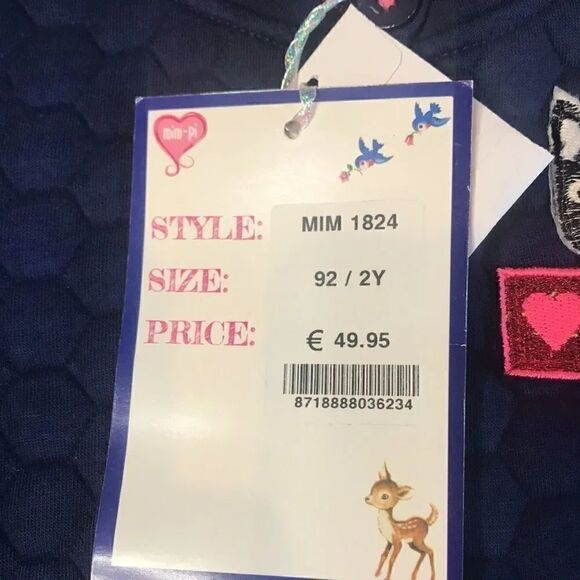 mim-pi
STYLE: MIM 1824
SIZE: 92 / 2Y
PRICE: € 49.95
8718888036234